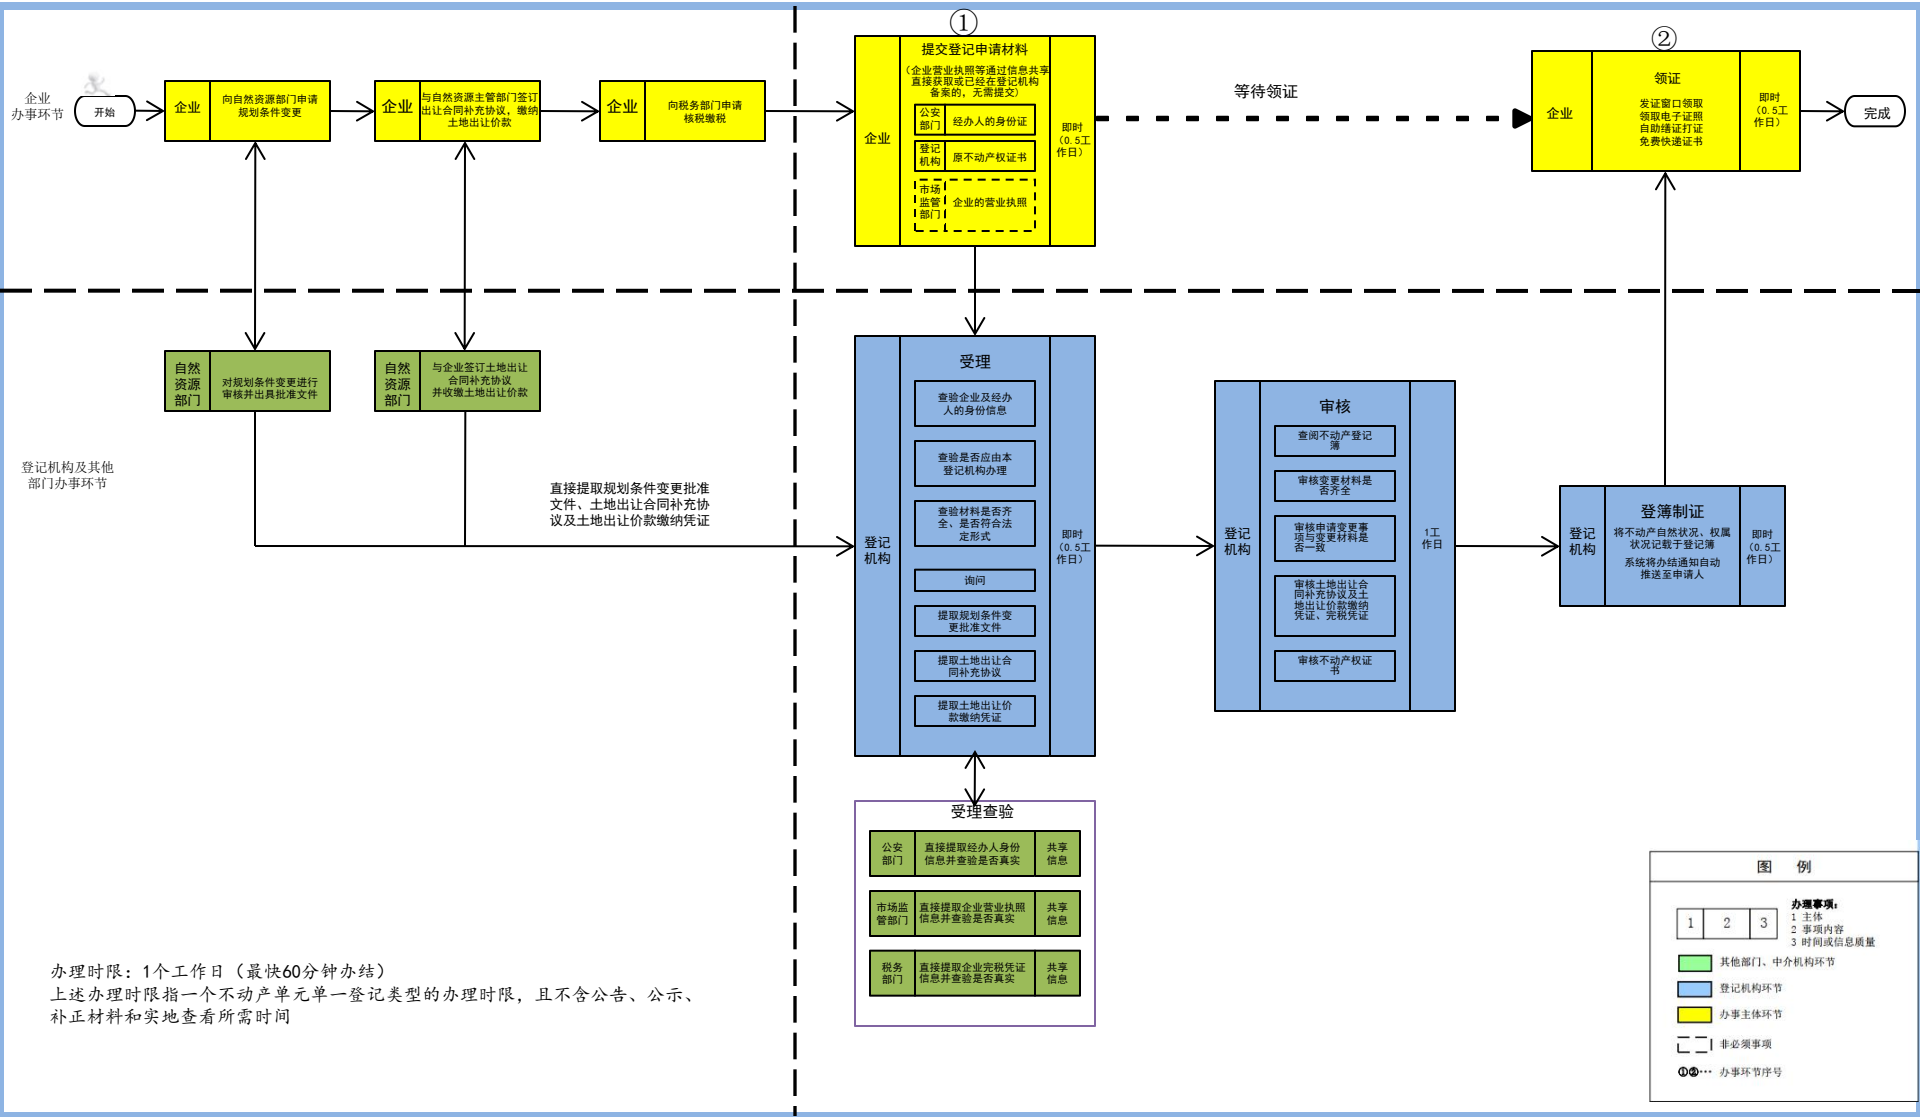 ①
②
企业
办事环节
开始
企业
向自然资源部门申请
规划条件变更
企业
与自然资源主管部门签订
出让合同补充协议，缴纳
土地出让价款
企业
向税务部门申请
核税缴税
企业
提交登记申请材料
（企业营业执照等通过信息共享
直接获取或已经在登记机构
备案的，无需提交）
公安
部门
经办人的身份证
登记
机构
原不动产权证书
市场
监管
部门
企业的营业执照
即时
（0.5工
作日）
等待领证
企业
领证
发证窗口领取
领取电子证照
自助缮证打证
免费快递证书
即时
（0.5工
作日）
完成
登记机构及其他
部门办事环节
自然
资源
部门
对规划条件变更进行
审核并出具批准文件
自然
资源
部门
与企业签订土地出让
合同补充协议
并收缴土地出让价款
直接提取规划条件变更批准
文件、土地出让合同补充协
议及土地出让价款缴纳凭证
登记
机构
受理
查验企业及经办
人的身份信息
查验是否应由本
登记机构办理
查验材料是否齐
全、是否符合法
定形式
询问
提取规划条件变
更批准文件
提取土地出让合
同补充协议
提取土地出让价
款缴纳凭证
即时
（0.5工
作日）
登记
机构
审核
查阅不动产登记
簿
审核变更材料是
否齐全
审核申请变更事
项与变更材料是
否一致
审核土地出让合
同补充协议及土
地出让价款缴纳
凭证、完税凭证
审核不动产权证
书
1工
作日
登记
机构
登簿制证
将不动产自然状况、权属
状况记载于登记簿
系统将办结通知自动
推送至申请人
即时
（0.5工
作日）
受理查验
公安
部门
直接提取经办人身份
信息并查验是否真实
共享
信息
市场监
管部门
直接提取企业营业执照
信息并查验是否真实
共享
信息
税务
部门
直接提取企业完税凭证
信息并查验是否真实
共享
信息
办理时限：1个工作日（最快60分钟办结）
上述办理时限指一个不动产单元单一登记类型的办理时限，且不含公告、公示、
补正材料和实地查看所需时间
图 例
1 2 3
办理事项：
1 主体
2 事项内容
3 时间或信息质量
其他部门、中介机构环节
登记机构环节
办事主体环节
非必须事项
①②… 办事环节序号